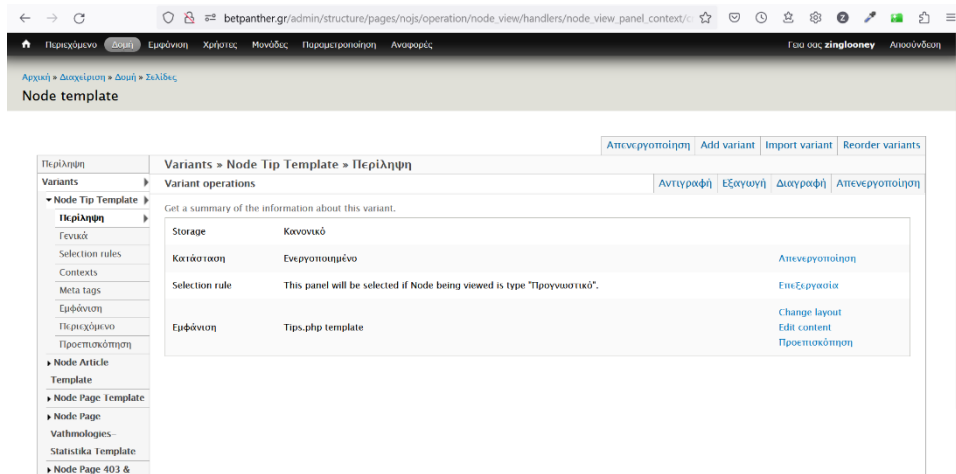 betpanther.gr/admin/structure/pages/nojs/operation/node_view/handlers/node_view_panel_context/
Περιεχόμενο Δομή Εμφάνιση Χρήστες Μονάδες Παραμετροποίηση Αναφορές Γεια σας zinglooney Αποσύνδεση
Αρχική » Διαχείριση » Δομή » Σελίδες
Node template
Απενεργοποίηση Add variant Import variant Reorder variants
Περίληψη
Variants » Node Tip Template » Περίληψη
Variants
Variant operations
Αντιγραφή Εξαγωγή Διαγραφή Απενεργοποίηση
Node Tip Template
Get a summary of the information about this variant.
Περίληψη
Γενικά
Selection rules
Contexts
Meta tags
Εμφάνιση
Περιεχόμενο
Προεπισκόπηση
Node Article
Template
Node Page Template
Node Page
Vathmologies-
Statistika Template
Node Page 403 &
Storage Κανονικό
Κατάσταση Ενεργοποιημένο Απενεργοποίηση
Selection rule This panel will be selected if Node being viewed is type "Προγνωστικό". Επεξεργασία
Εμφάνιση Tips.php template
Change layout
Edit content
Προεπισκόπηση